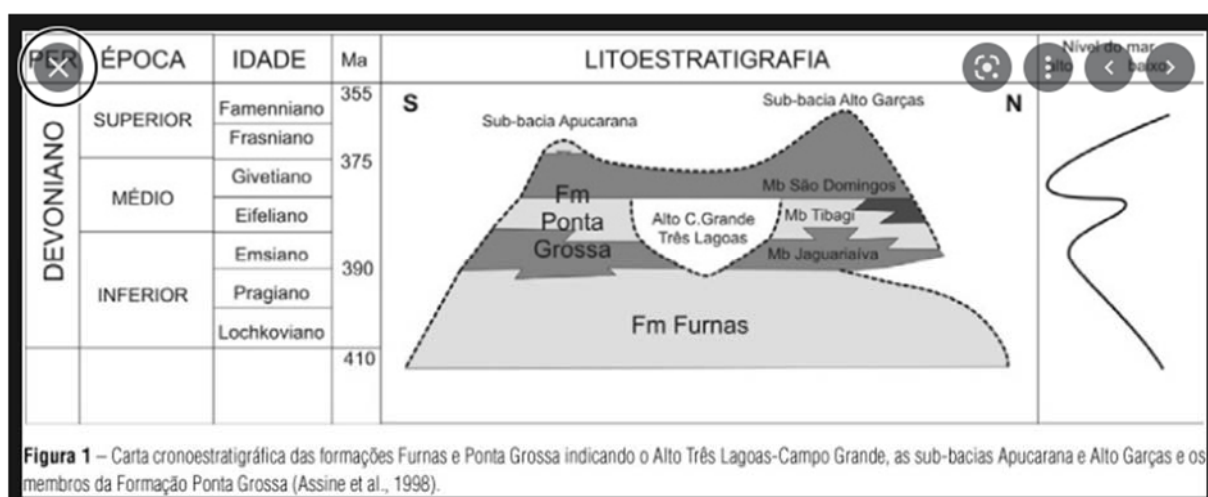 PER ÉPOCA IDADE Ma LITOESTRATIGRAFIA Nível do mar
alto baixo
DEVONIANO
SUPERIOR
MÉDIO
INFERIOR
Famenniano
Frasniano
Givetiano
Eifeliano
Emsiano
Pragiano
Lochkoviano
355
375
390
410
S
N
Sub-bacia Apucarana
Sub-bacia Alto Garças
Fm
Ponta
Grossa
Alto C.Grande
Três Lagoas
Mb São Domingos
Mb Tibagi
Mb Jaguariaíva
Fm Furnas
Figura 1 – Carta cronoestratigráfica das formações Furnas e Ponta Grossa indicando o Alto Três Lagoas-Campo Grande, as sub-bacias Apucarana e Alto Garças e os
membros da Formação Ponta Grossa (Assine et al., 1998).